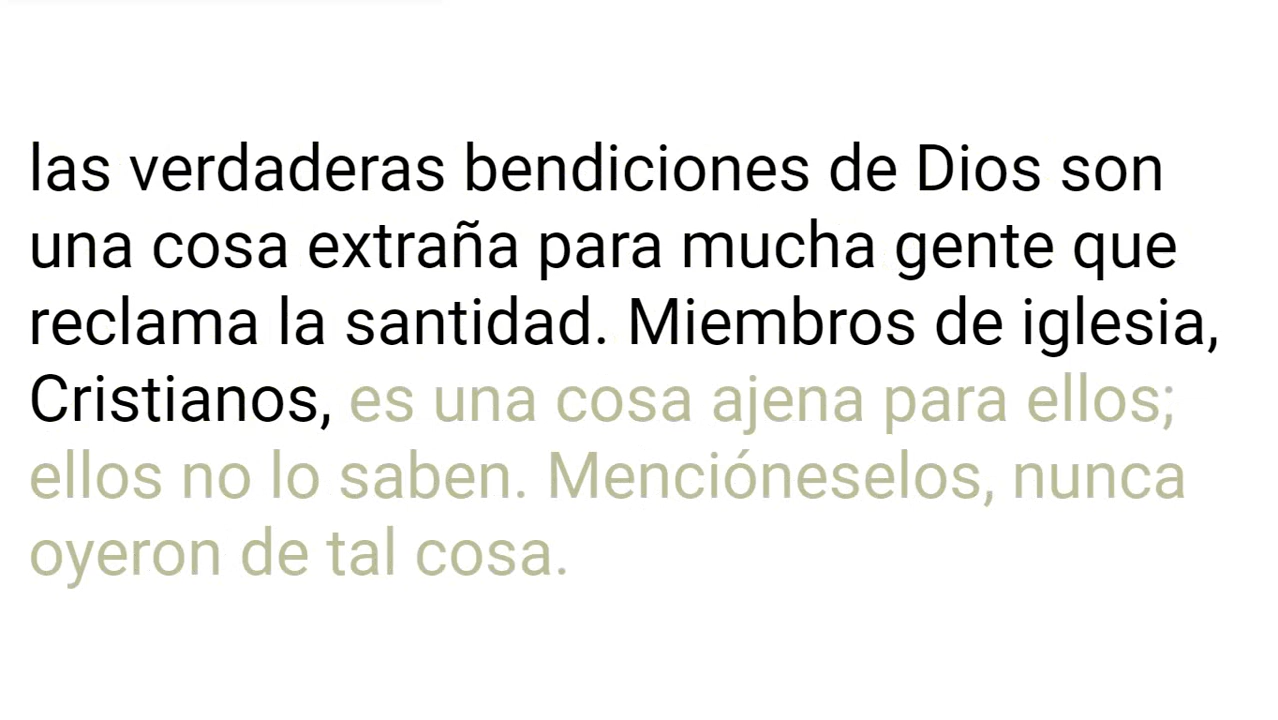 las verdaderas bendiciones de Dios son
una cosa extraña para mucha gente que
reclama la santidad. Miembros de iglesia,
Cristianos, es una cosa ajena para ellos;
ellos no lo saben. Mencióneselos, nunca
oyeron de tal cosa.